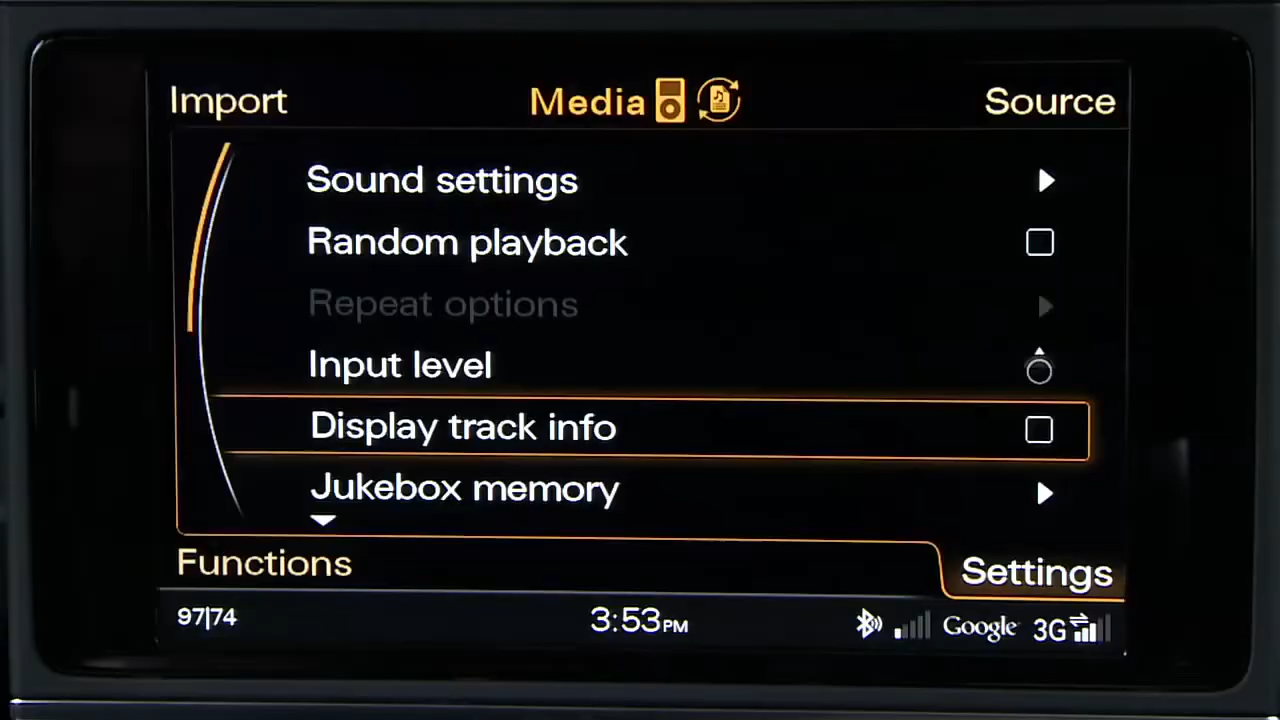 Import Media Source
Sound settings
Random playback
Repeat options
Input level
Display track info
Jukebox memory
Functions Settings
97|74 3:53PM Google 3G